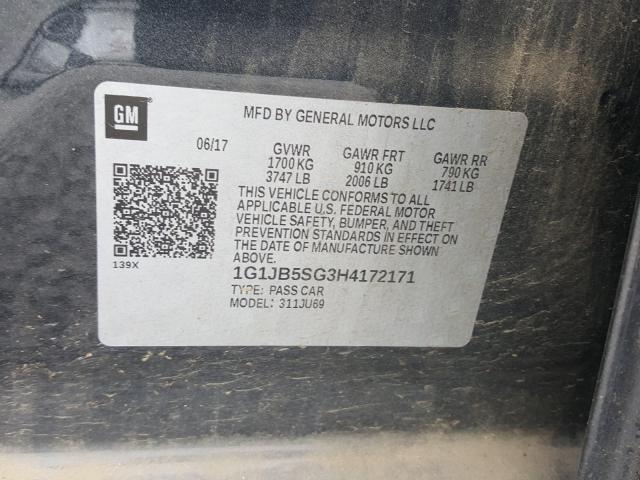 GM
MFD BY GENERAL MOTORS LLC
06/17 GVWR GAWR FRT GAWR RR
1700 KG 910 KG 790 KG
3747 LB 2006 LB 1741 LB
THIS VEHICLE CONFORMS TO ALL
APPLICABLE U.S. FEDERAL MOTOR
VEHICLE SAFETY, BUMPER, AND THEFT
PREVENTION STANDARDS IN EFFECT ON
THE DATE OF MANUFACTURE SHOWN
ABOVE.
139X
1G1JB5SG3H4172171
TYPE: PASS CAR
MODEL: 311JU69